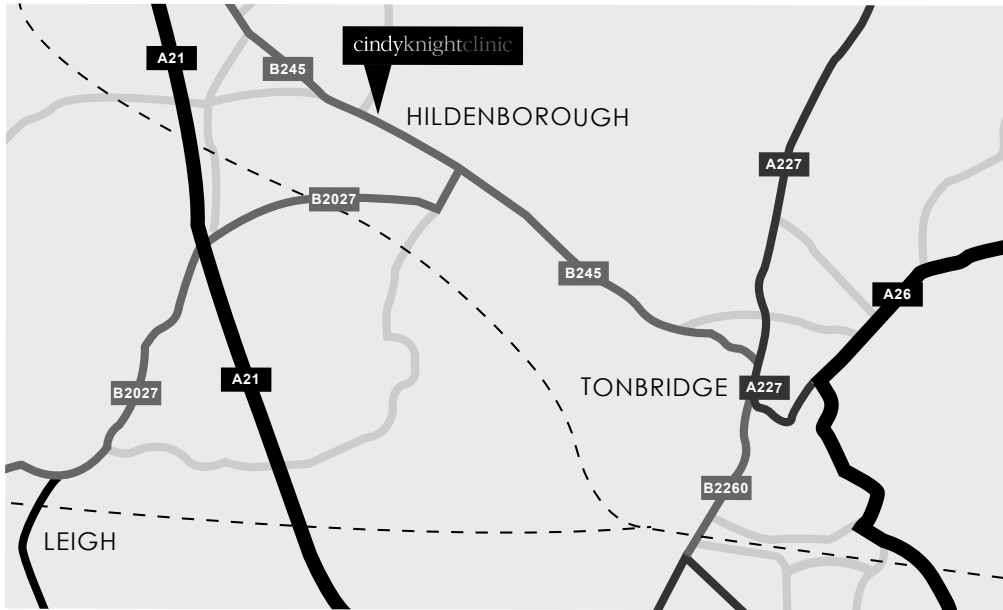 A21
B245
cindyknightclinic
HILDENBOROUGH
A227
B2027
B245
A26
A21
B2027
TONBRIDGE
A227
B2260
LEIGH